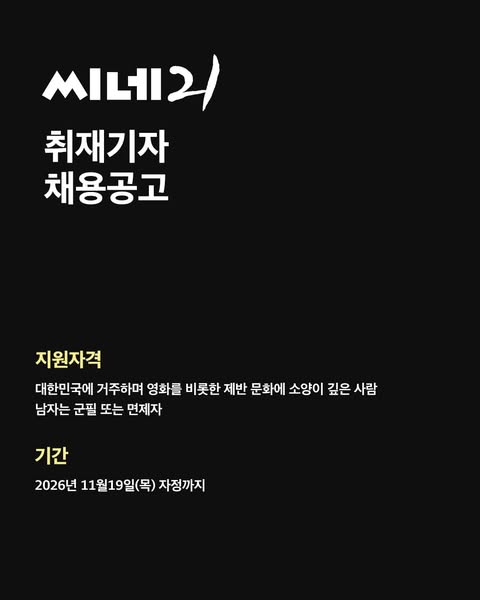 씨네21
취재기자
채용공고
지원자격
대한민국에 거주하며 영화를 비롯한 제반 문화에 소양이 깊은 사람
남자는 군필 또는 면제자
기간
2026년 11월19일(목) 자정까지